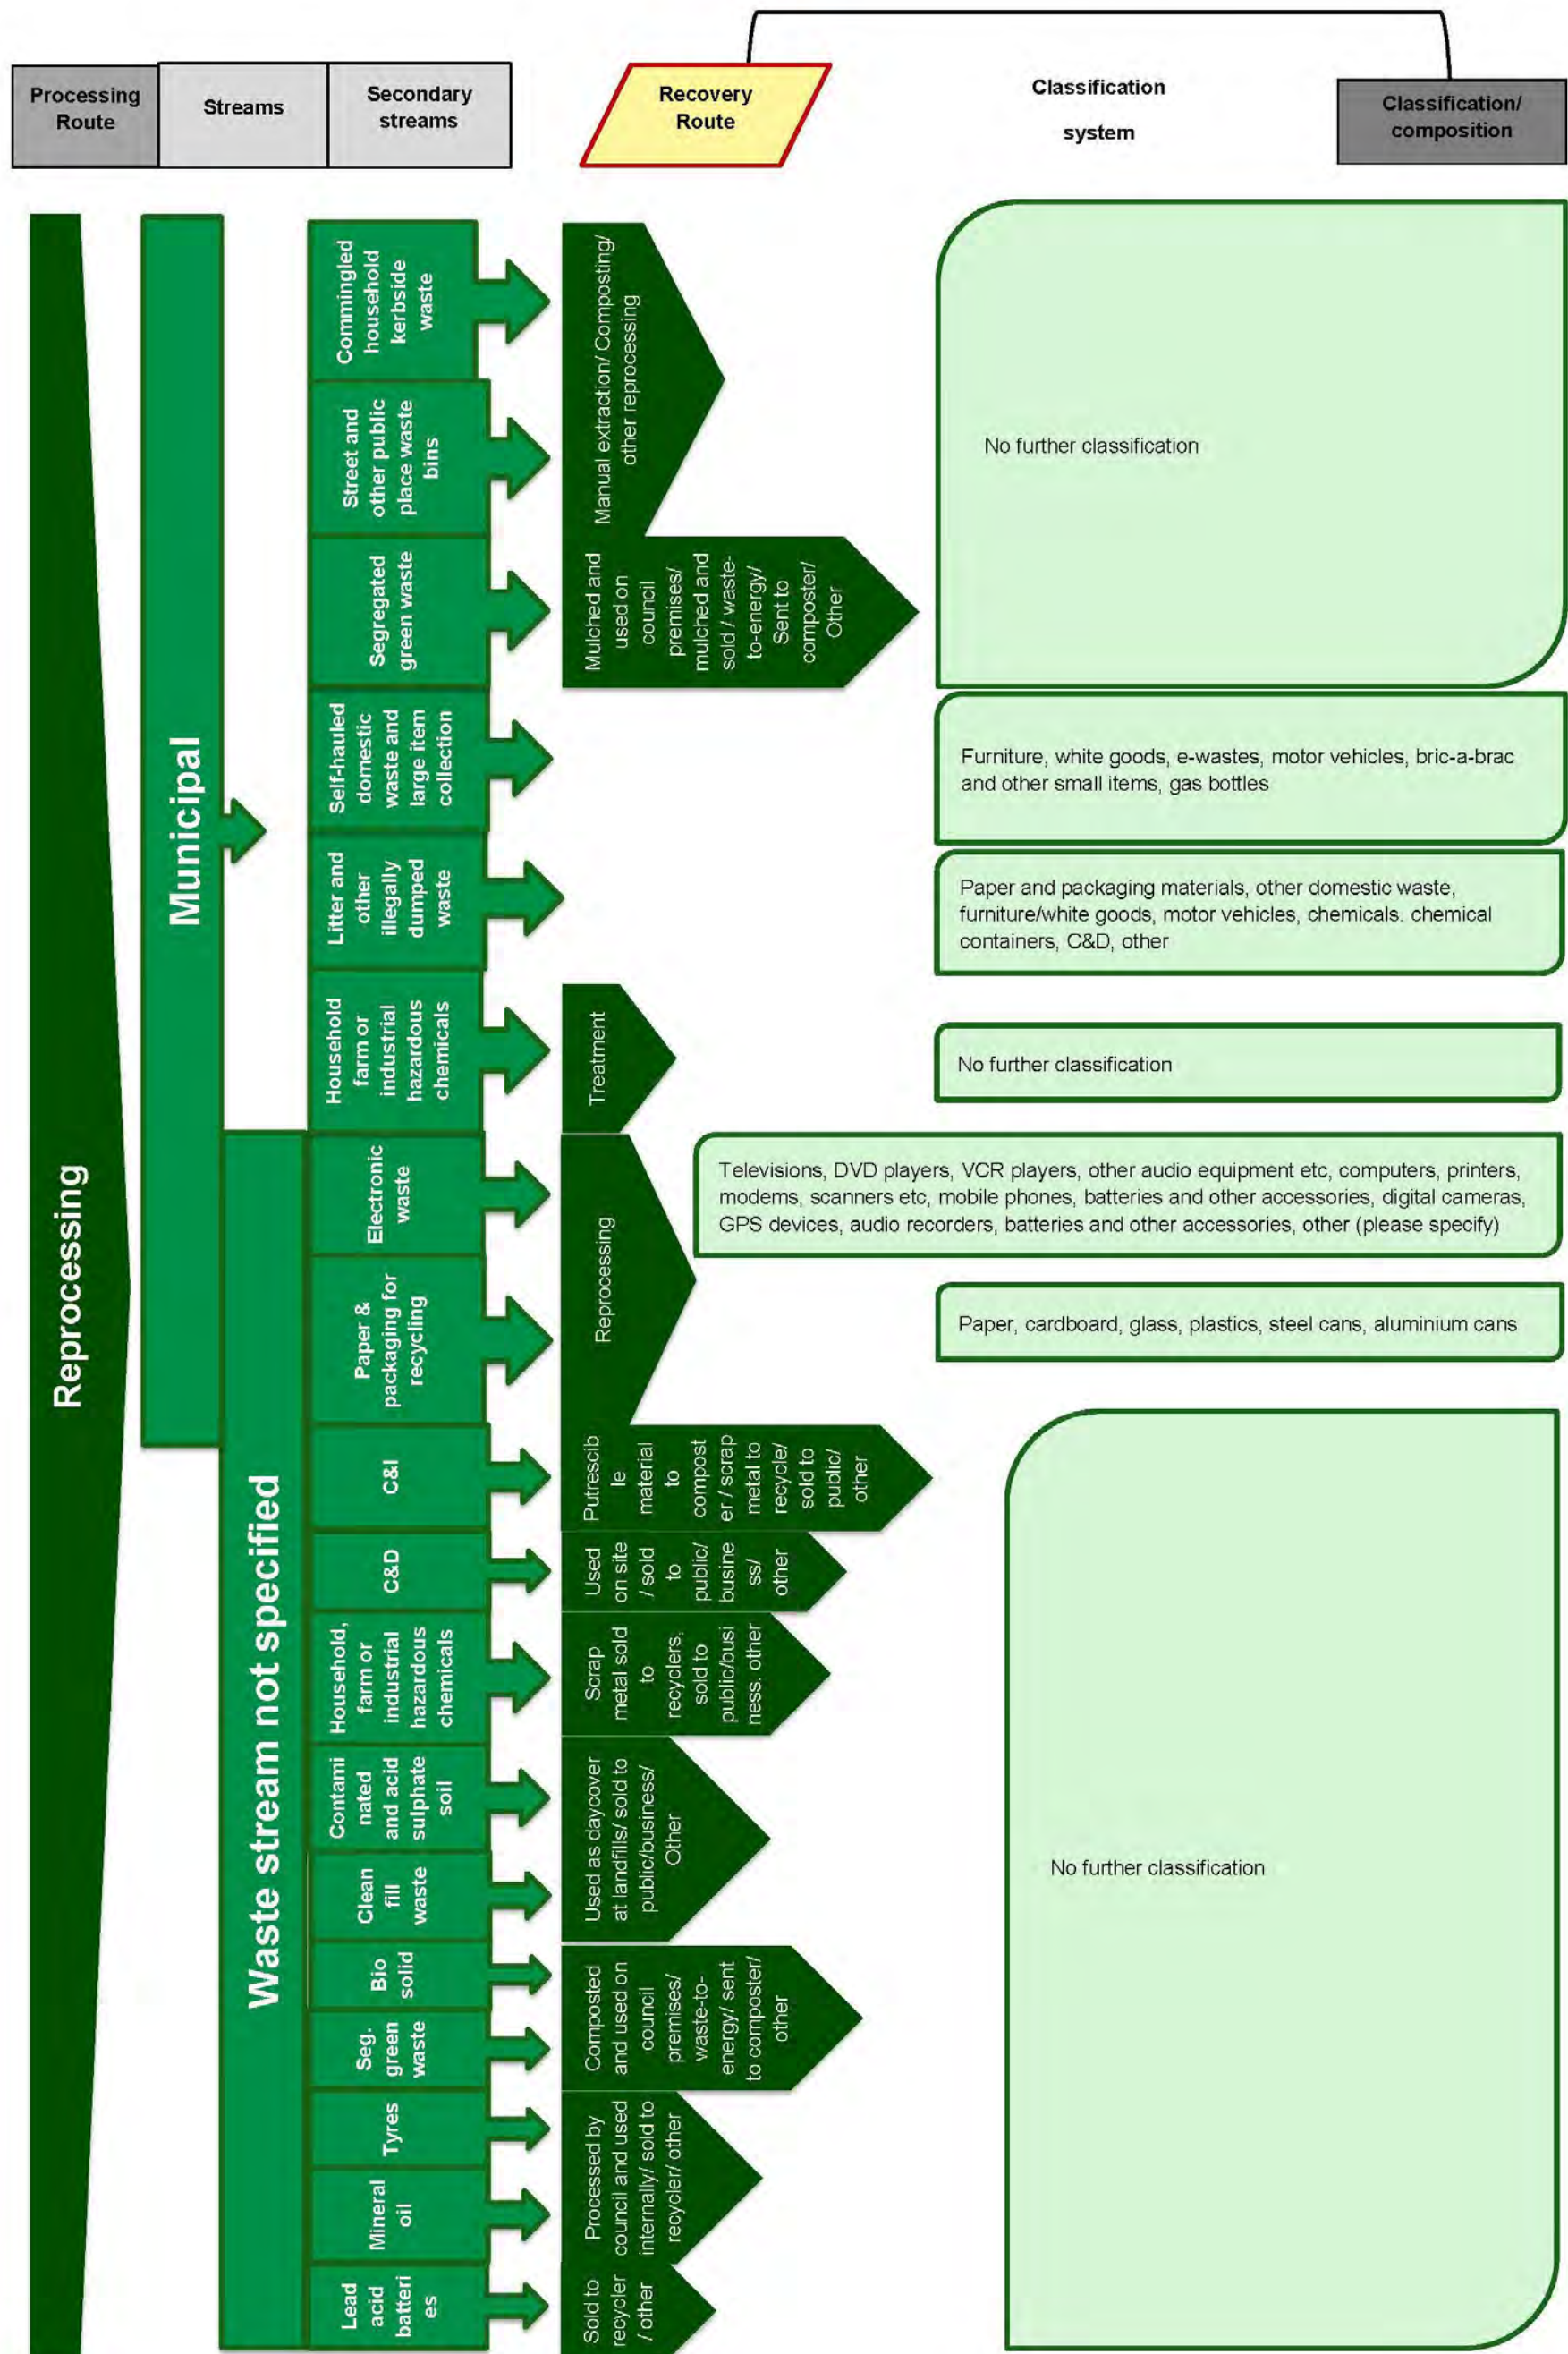 Processing
Route
Streams
Secondary
streams
Recovery
Route
Classification
system
Classification/
composition
Reprocessing
Municipal
Waste stream not specified
Commingled
household
kerbside
waste
Street and
other public
place waste
bins
Segregated
green waste
Self-hauled
domestic
waste and
large item
collection
Litter and
other
illegally
dumped
waste
Household
farm or
industrial
hazardous
chemicals
Electronic
waste
Paper &
packaging for
recycling
C&I
C&D
Household,
farm or
industrial
hazardous
chemicals
Contami
nated
and acid
sulphate
soil
Clean
fill
waste
Bio
solid
Seg.
green
waste
Tyres
Mineral
oil
Lead
acid
batteri
es
Manual extraction/ Composting/
other reprocessing
Mulched and
used on
council
premises/
mulched and
sold / waste-
to-energy/
Sent to
composter/
Other
Treatment
Reprocessing
Putrescib
le
material
to
compost
er / scrap
metal to
recycle/
sold to
public/
other
Used
on site
/ sold
to
public/
busine
ss/
other
Scrap
metal sold
to
recyclers.
sold to
public/busi
ness. other
Used as daycover
at landfills/ sold to
public/business/
Other
Composted
and used on
council
premises/
waste-to-
energy/ sent
to composter/
other
Processed by
council and used
internally/ sold to
recycler/ other
Sold to
recycler
/ other
No further classification
Furniture, white goods, e-wastes, motor vehicles, bric-a-brac
and other small items, gas bottles
Paper and packaging materials, other domestic waste,
furniture/white goods, motor vehicles, chemicals. chemical
containers, C&D, other
No further classification
Televisions, DVD players, VCR players, other audio equipment etc, computers, printers,
modems, scanners etc, mobile phones, batteries and other accessories, digital cameras,
GPS devices, audio recorders, batteries and other accessories, other (please specify)
Paper, cardboard, glass, plastics, steel cans, aluminium cans
No further classification